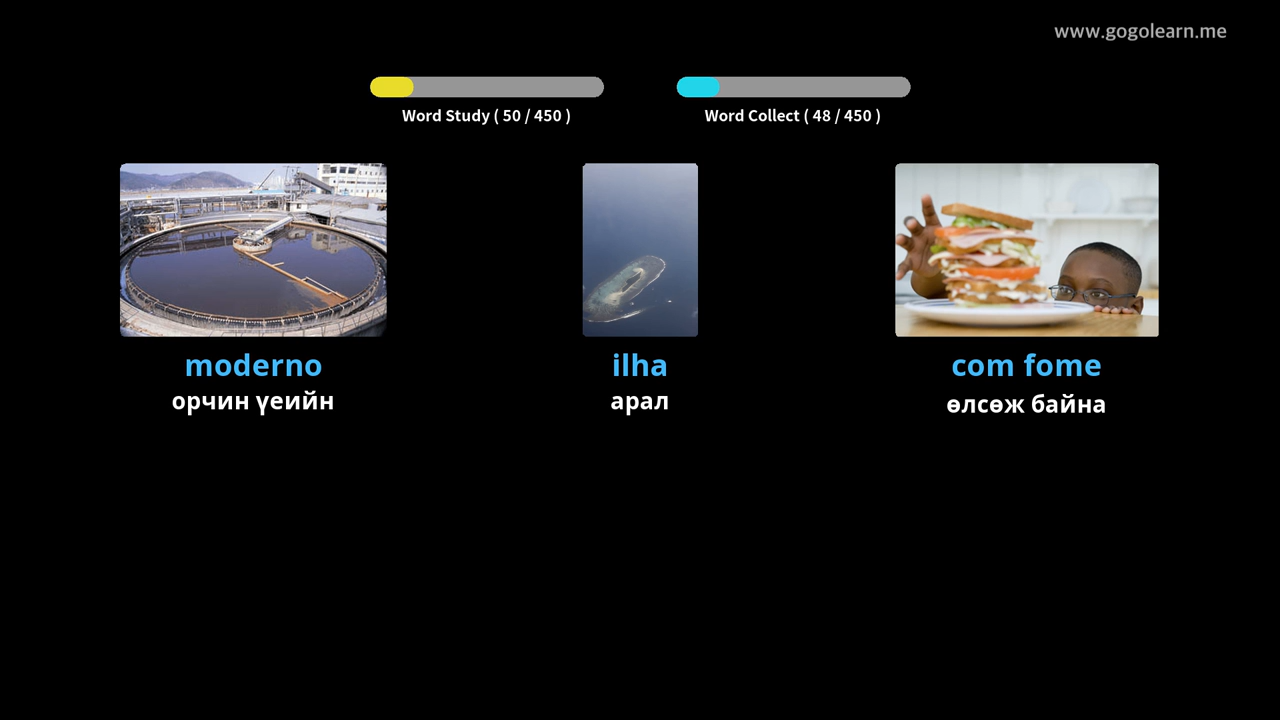 www.gogolearn.me
Word Study ( 50 / 450 )
Word Collect ( 48 / 450 )
moderno
орчин үеийн
ilha
арал
com fome
өлсөж байна